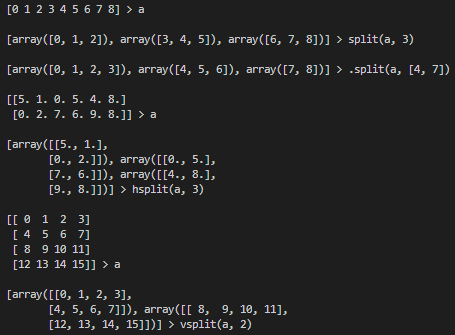 [0 1 2 3 4 5 6 7 8] > a
[array([0, 1, 2]), array([3, 4, 5]), array([6, 7, 8])] > split(a, 3)
[array([0, 1, 2, 3]), array([4, 5, 6]), array([7, 8])] > .split(a, [4, 7])
[[5. 1. 0. 5. 4. 8.]
 [0. 2. 7. 6. 9. 8.]] > a
[array([[5., 1.],
       [0., 2.]]), array([[0., 5.],
       [7., 6.]]), array([[4., 8.],
       [9., 8.]])] > hsplit(a, 3)
[[ 0  1  2  3]
 [ 4  5  6  7]
 [ 8  9 10 11]
 [12 13 14 15]] > a
[array([[0, 1, 2, 3],
       [4, 5, 6, 7]]), array([[ 8,  9, 10, 11],
       [12, 13, 14, 15]])] > vsplit(a, 2)